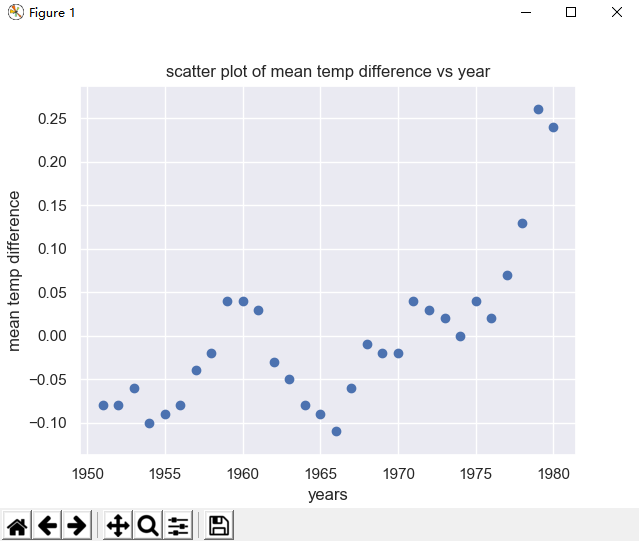 Figure 1
scatter plot of mean temp difference vs year
0.25
0.20
0.15
0.10
0.05
0.00
−0.05
−0.10
mean temp difference
1950 1955 1960 1965 1970 1975 1980
years